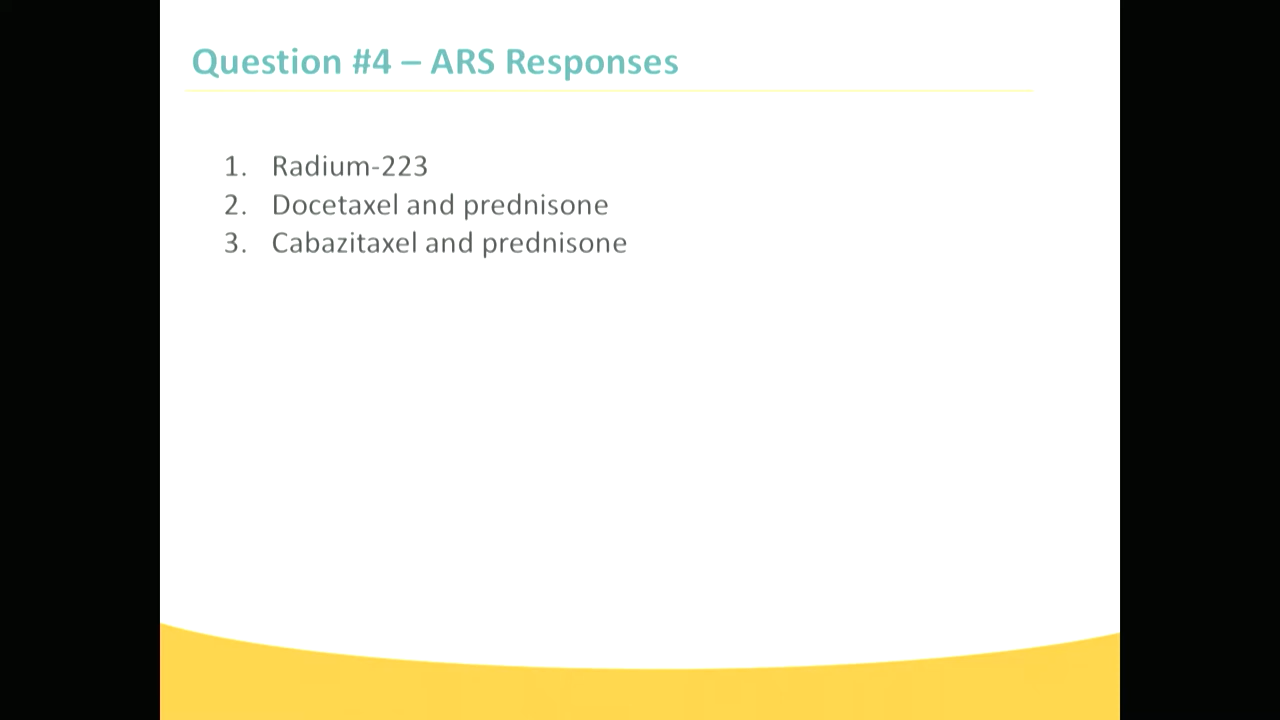 Question #4 – ARS Responses
1. Radium-223
2. Docetaxel and prednisone
3. Cabazitaxel and prednisone